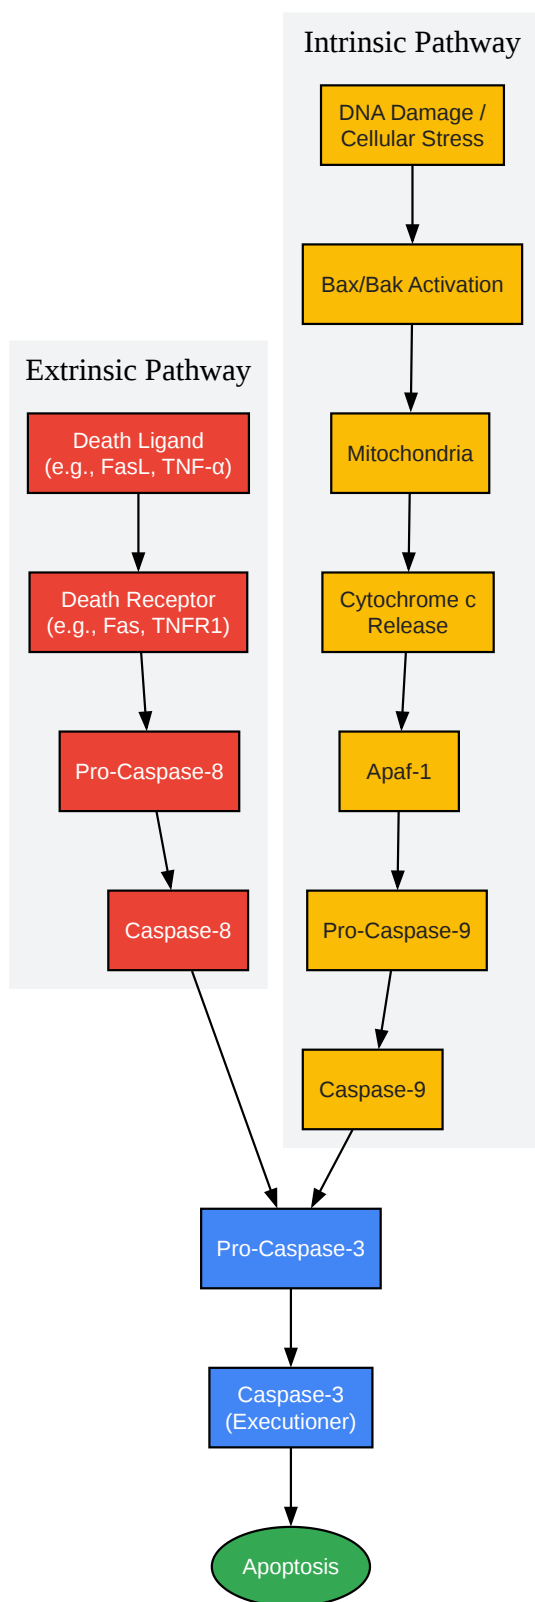 Intrinsic Pathway
DNA Damage /
Cellular Stress
Bax/Bak Activation
Extrinsic Pathway
Death Ligand
(e.g., FasL, TNF-α)
Mitochondria
Death Receptor
(e.g., Fas, TNFR1)
Cytochrome c
Release
Pro-Caspase-8
Apaf-1
Caspase-8
Pro-Caspase-9
Caspase-9
Pro-Caspase-3
Caspase-3
(Executioner)
Apoptosis